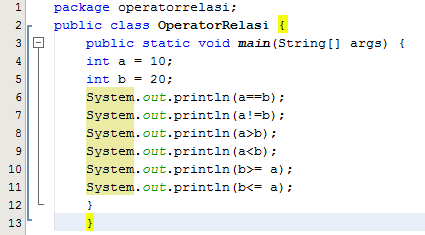 1 package operatorrelasi;
2 public class OperatorRelasi {
3 public static void main(String[] args) {
4 int a = 10;
5 int b = 20;
6 System.out.println(a==b);
7 System.out.println(a!=b);
8 System.out.println(a>b);
9 System.out.println(a<b);
10 System.out.println(b>= a);
11 System.out.println(b<= a);
12 }
13 }